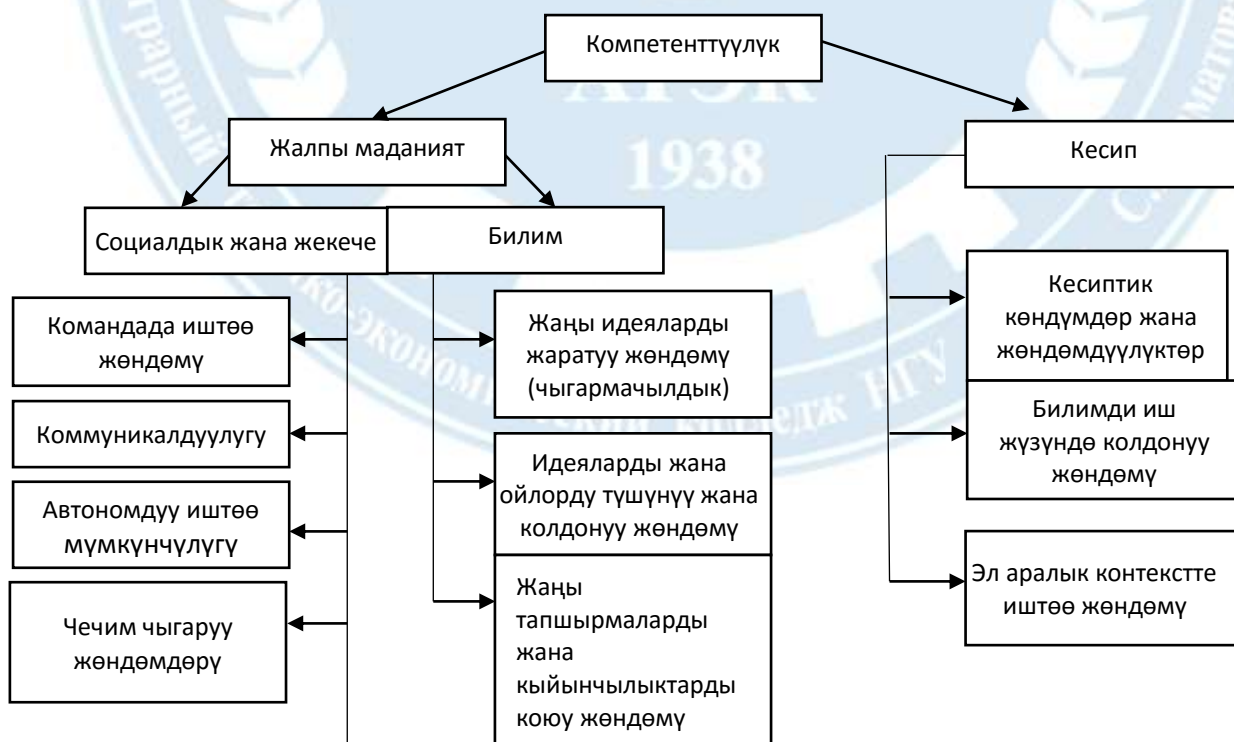 Компетенттүүлүк
Жалпы маданият
Кесип
1938
Социалдык жана жекече
Билим
Командада иштөө
жөндөмү
Коммуникалдуулугу
Автономдуу иштөө
мүмкүнчүлүгү
Чечим чыгаруу
жөндөмдөрү
Жаңы идеяларды
жаратуу жөндөмү
(чыгармачылдык)
Идеяларды жана
ойлорду түшүнүү жана
колдонуу жөндөмү
Жаңы
тапшырмаларды
жана
кыйынчылыктарды
коюу жөндөмү
Кесиптик
көндүмдөр жана
жөндөмдүүлүктөр
Билимди иш
жүзүндө колдонуу
жөндөмү
Эл аралык контекстте
иштөө жөндөмү